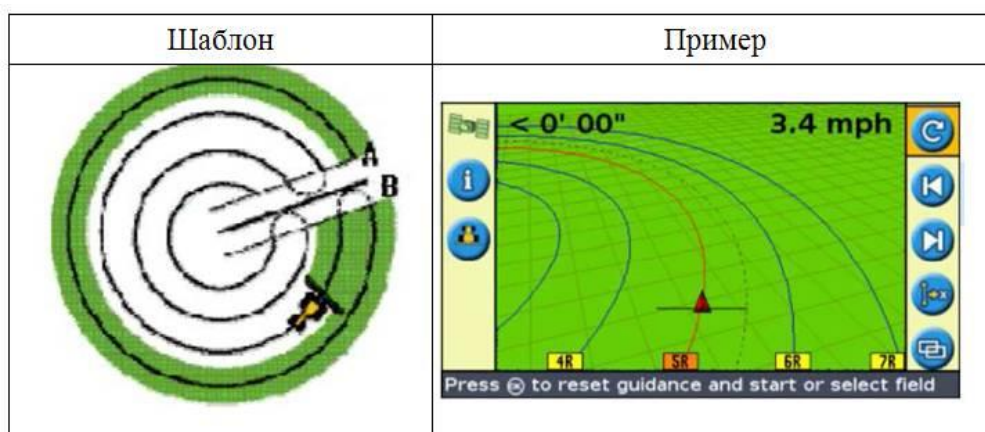 Шаблон
Пример
A
B
< 0' 00"
3.4 mph
i
4R
5R
6R
7R
Press OK to reset guidance and start or select field